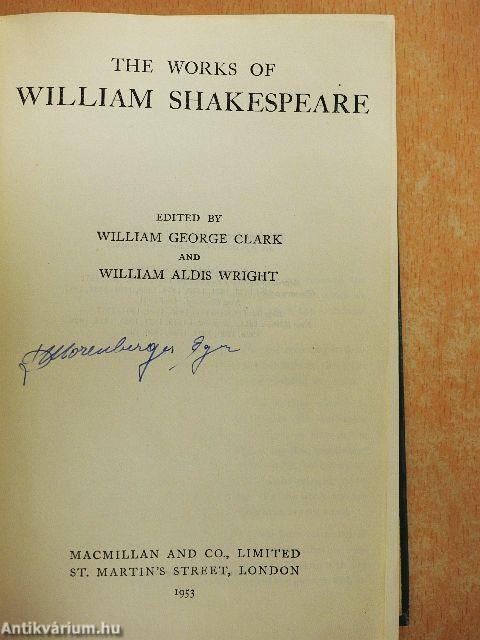 THE WORKS OF
WILLIAM SHAKESPEARE
EDITED BY
WILLIAM GEORGE CLARK
AND
WILLIAM ALDIS WRIGHT
MACMILLAN AND CO., LIMITED
ST. MARTIN'S STREET, LONDON
1953
Antikvárium.hu